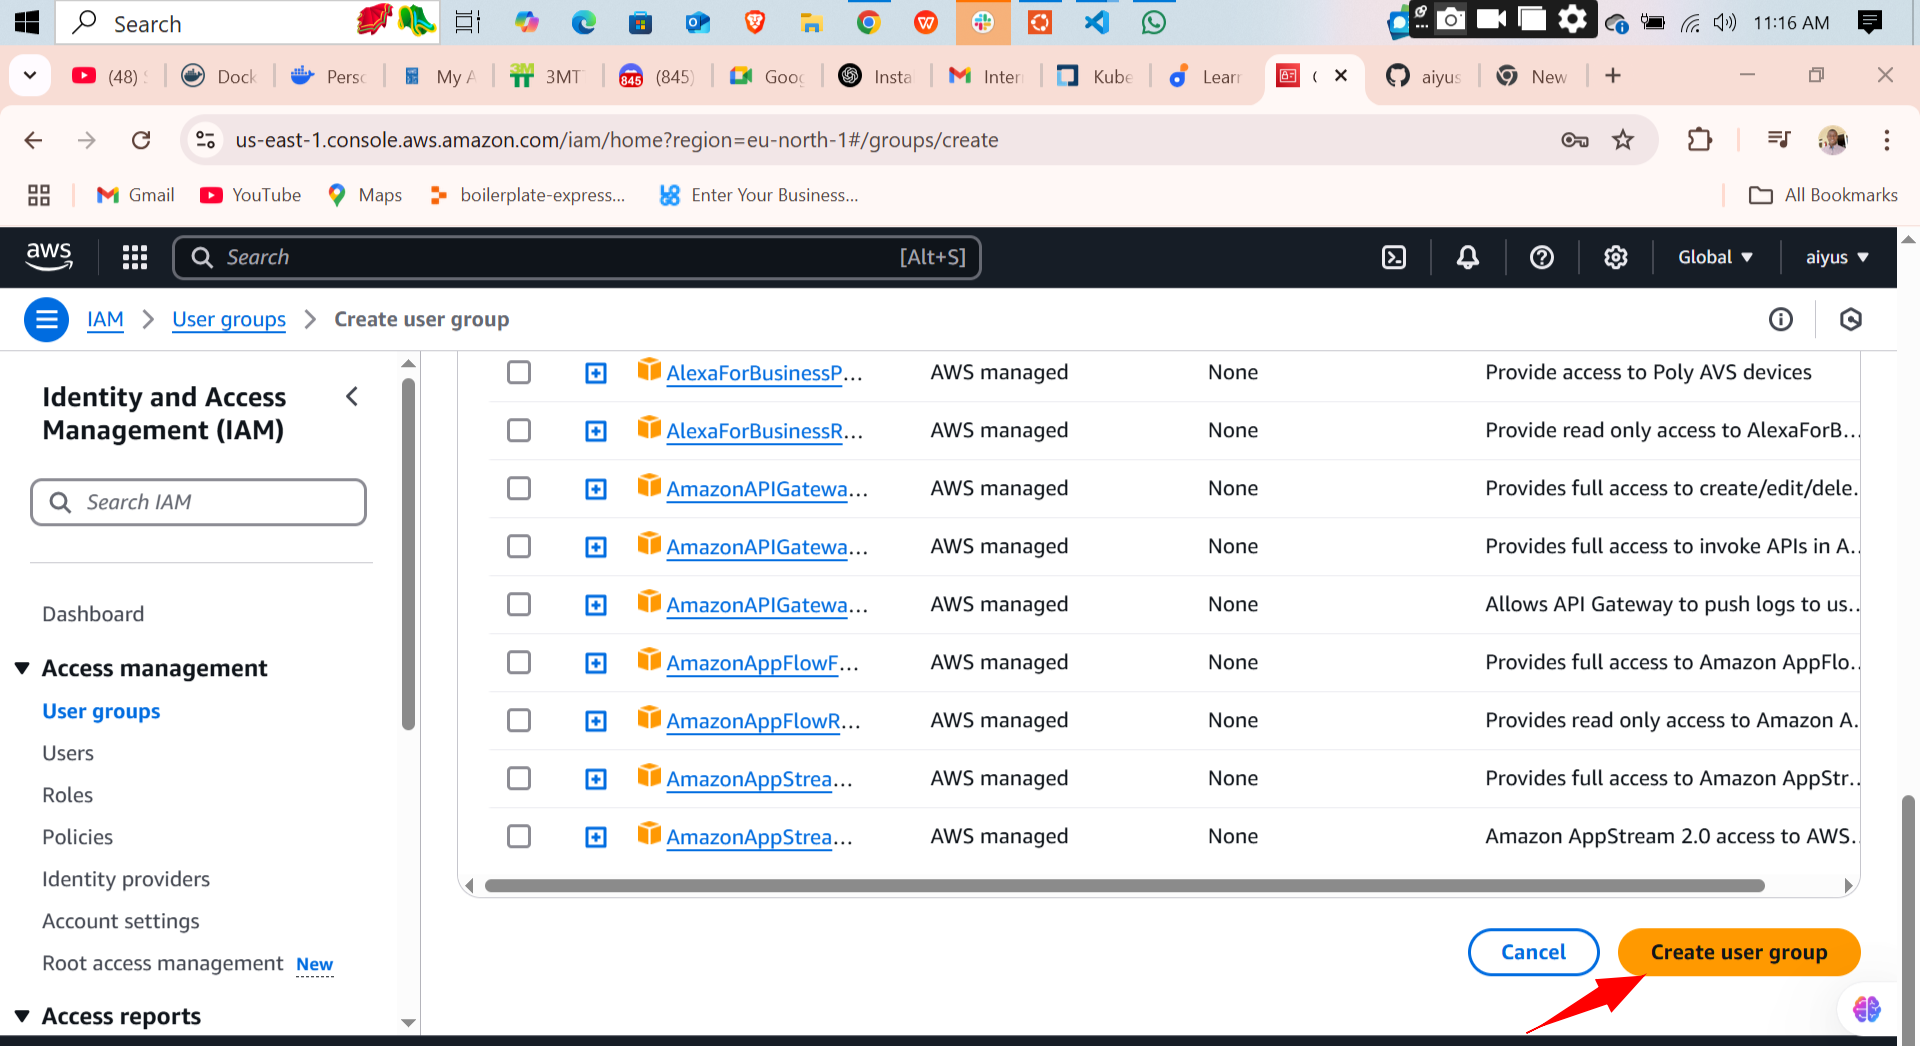 Search
11:16 AM
(48)
Dock
Perso
My A
3MT
845
(845)
Goog
Insta
Inter
Kube
Learn
aiyus
New
us-east-1.console.aws.amazon.com/iam/home?region=eu-north-1#/groups/create
Gmail
YouTube
Maps
boilerplate-express...
Enter Your Business...
All Bookmarks
aws
Search
[Alt+S]
Global
aiyus
IAM
User groups
Create user group
Identity and Access
Management (IAM)
Search IAM
Dashboard
Access management
User groups
Users
Roles
Policies
Identity providers
Account settings
Root access management New
Access reports
AlexaForBusinessP... AWS managed None Provide access to Poly AVS devices
AlexaForBusinessR... AWS managed None Provide read only access to AlexaForB...
AmazonAPIGatewa... AWS managed None Provides full access to create/edit/dele..
AmazonAPIGatewa... AWS managed None Provides full access to invoke APIs in A..
AmazonAPIGatewa... AWS managed None Allows API Gateway to push logs to us..
AmazonAppFlowF... AWS managed None Provides full access to Amazon AppFlo..
AmazonAppFlowR... AWS managed None Provides read only access to Amazon A..
AmazonAppStrea... AWS managed None Provides full access to Amazon AppStr..
AmazonAppStrea... AWS managed None Amazon AppStream 2.0 access to AWS..
Cancel
Create user group